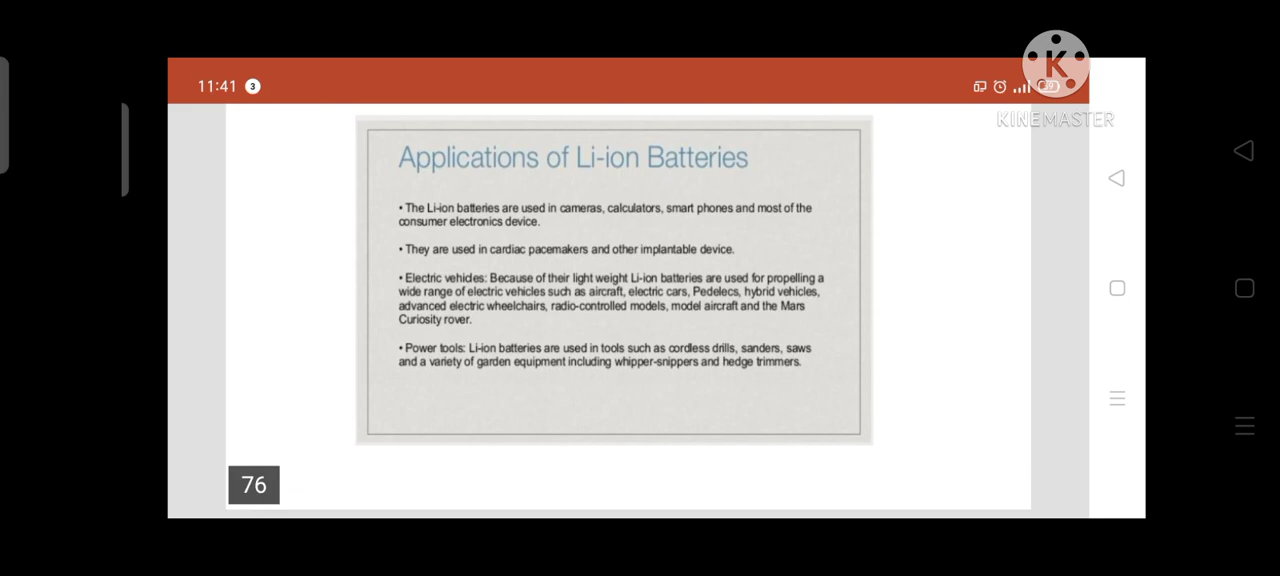 11:41 3
K
KINEMASTER
Applications of Li-ion Batteries
• The Li-ion batteries are used in cameras, calculators, smart phones and most of the
consumer electronics device.
• They are used in cardiac pacemakers and other implantable device.
• Electric vehicles: Because of their light weight Li-ion batteries are used for propelling a
wide range of electric vehicles such as aircraft, electric cars, Pedelecs, hybrid vehicles,
advanced electric wheelchairs, radio-controlled models, model aircraft and the Mars
Curiosity rover.
• Power tools: Li-ion batteries are used in tools such as cordless drills, sanders, saws
and a variety of garden equipment including whipper-snippers and hedge trimmers.
76